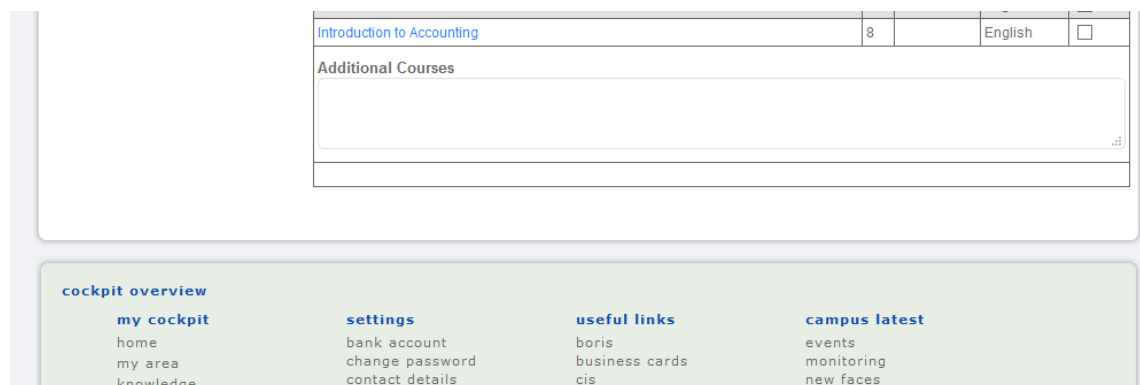 Introduction to Accounting 8 English
Additional Courses
cockpit overview
my cockpit settings useful links campus latest
home bank account boris events
my area change password business cards monitoring
knowledge contact details cis new faces